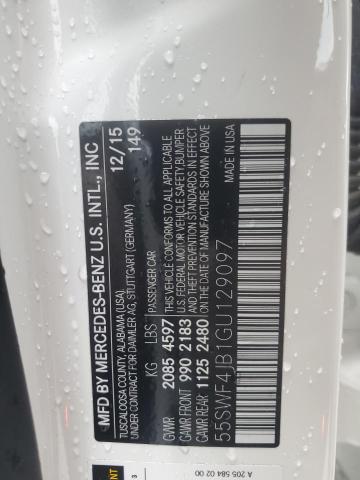 MFD BY MERCEDES-BENZ U.S. INTL., INC
TUSCALOOSA COUNTY, ALABAMA (USA)
UNDER CONTRACT FOR DAIMLER AG, STUTTGART (GERMANY)
12/15
149
KG LBS PASSENGER CAR
GWR 2085 4597 THIS VEHICLE CONFORMS TO ALL APPLICABLE
GAWR FRONT 990 2183 U.S. FEDERAL MOTOR VEHICLE SAFETY, BUMPER
GAWR REAR 1125 2480 AND THEFT PREVENTION STANDARDS IN EFFECT
ON THE DATE OF MANUFACTURE SHOWN ABOVE
55SWF4JB1GU129097
MADE IN USA
A 205 584 02 00